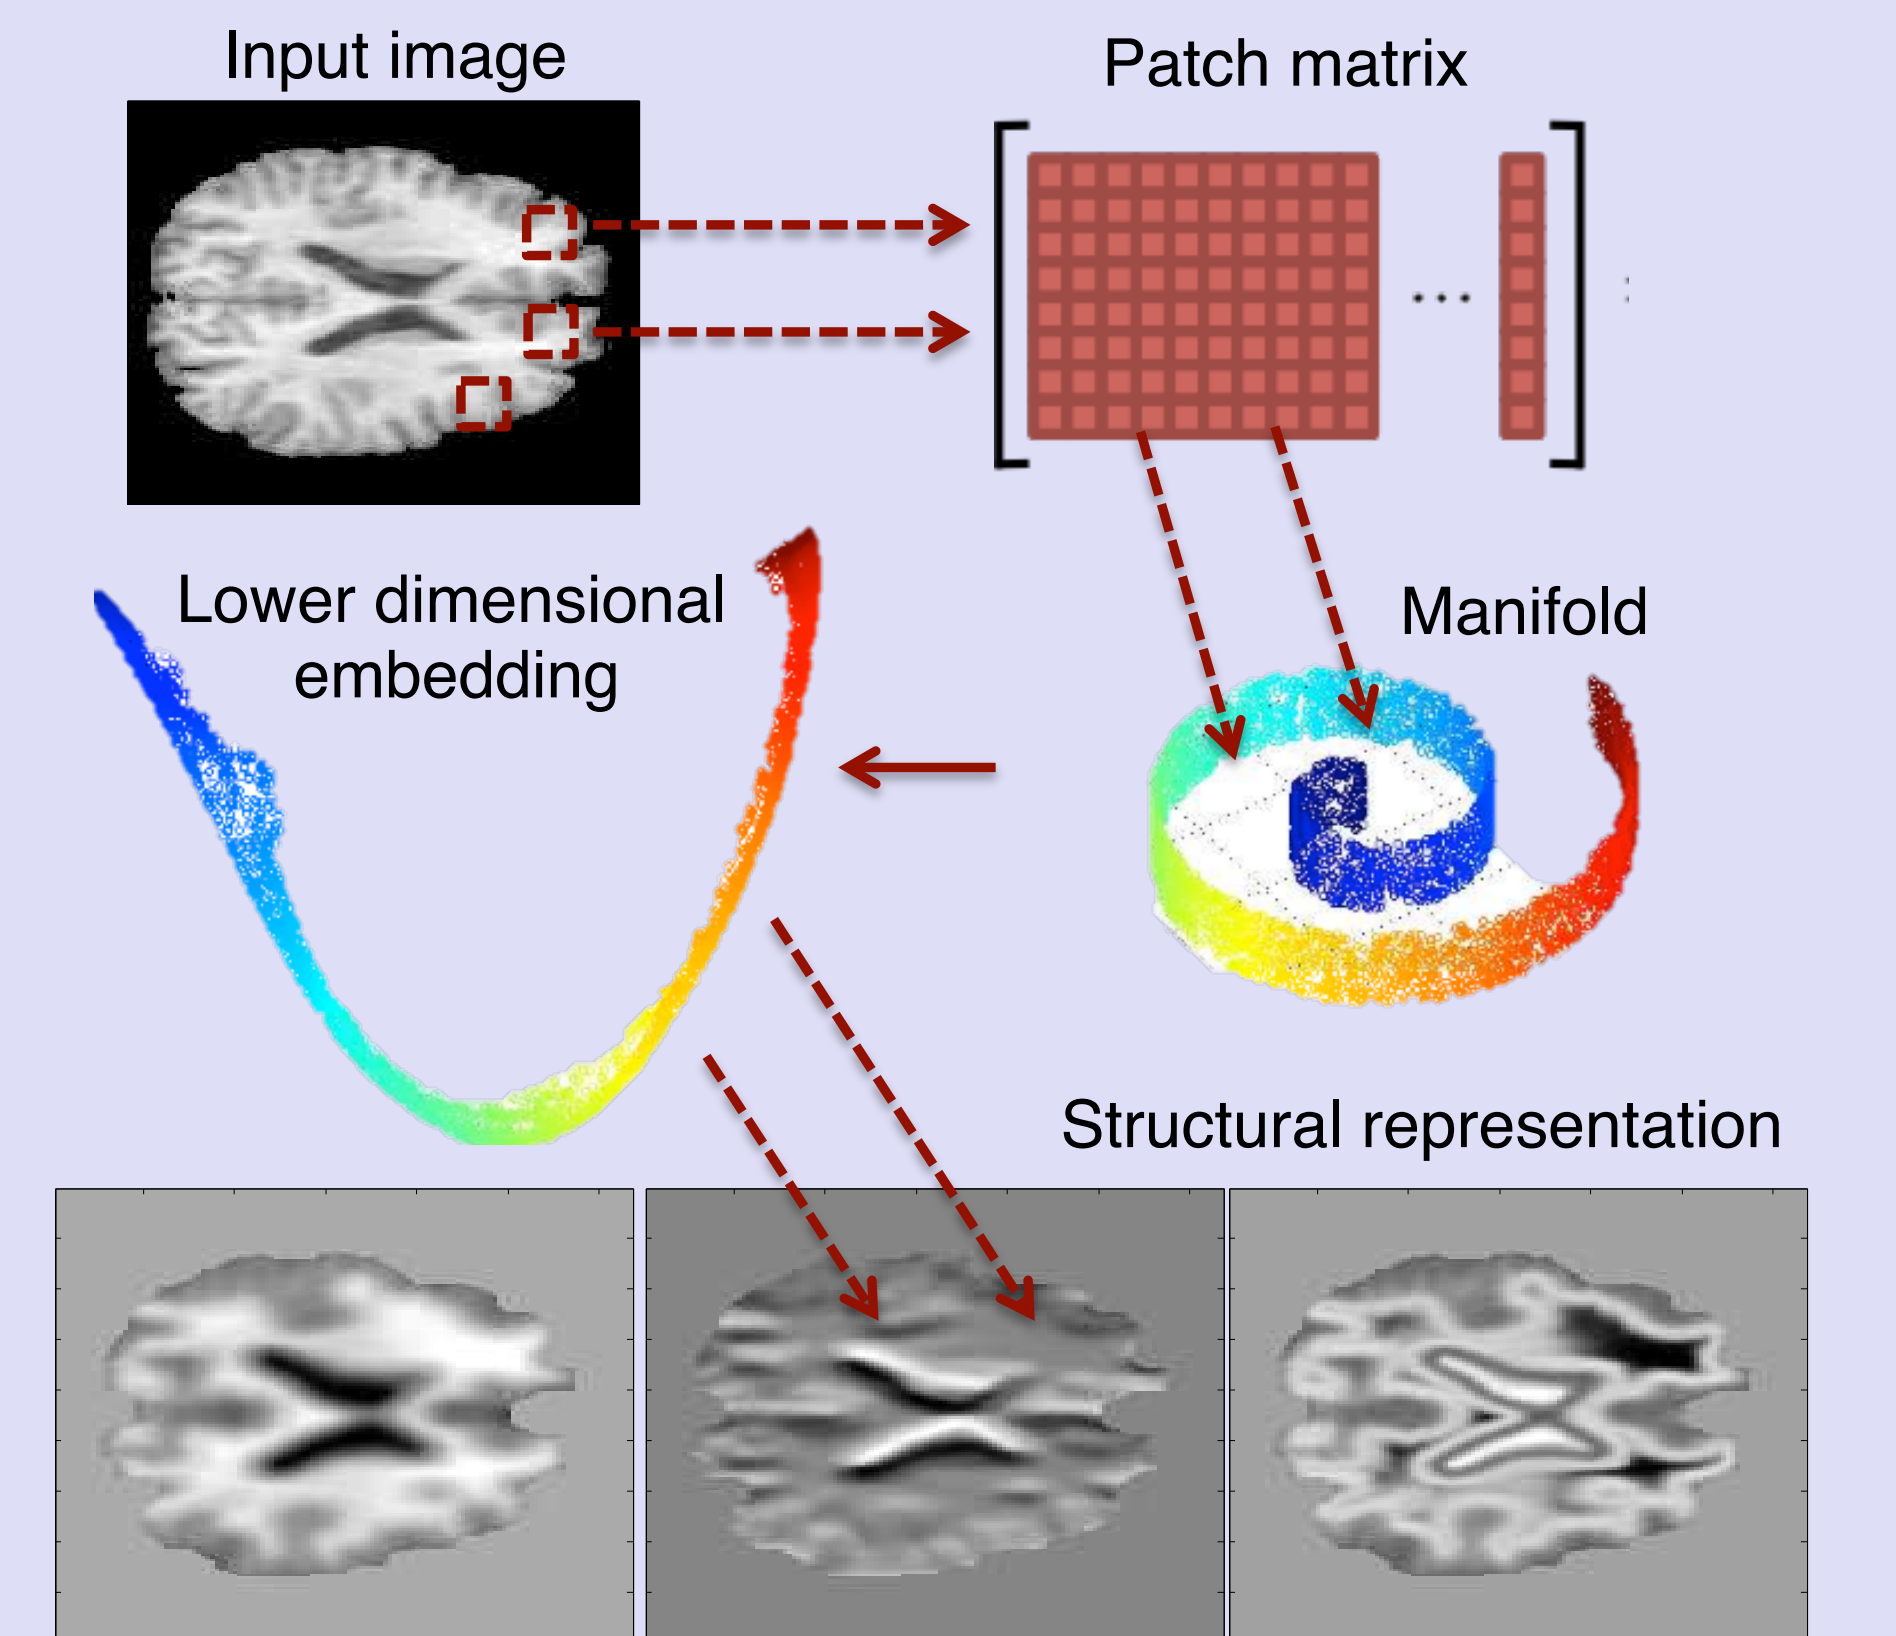 Input image
Patch matrix
Lower dimensional
embedding
Manifold
Structural representation